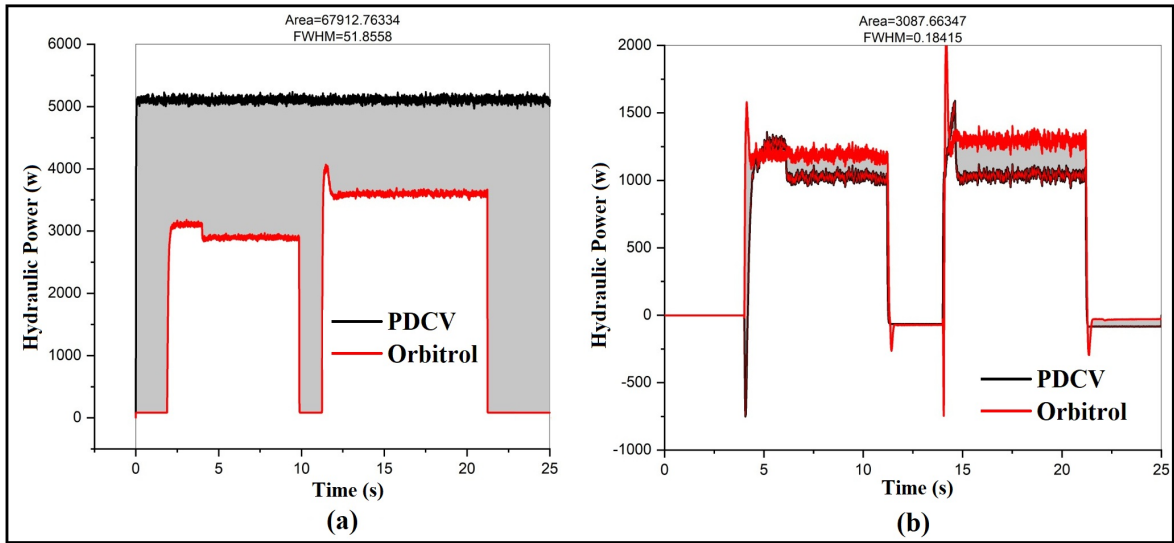 Area=67912.76334
FWHM=51.8558
6000
5000
4000
3000
2000
1000
0
Hydraulic Power (w)
PDCV
Orbitrol
0 5 10 15 20 25
Time (s)
(a)
Area=3087.66347
FWHM=0.18415
2000
1500
1000
500
0
-500
-1000
Hydraulic Power (w)
PDCV
Orbitrol
0 5 10 15 20 25
Time (s)
(b)